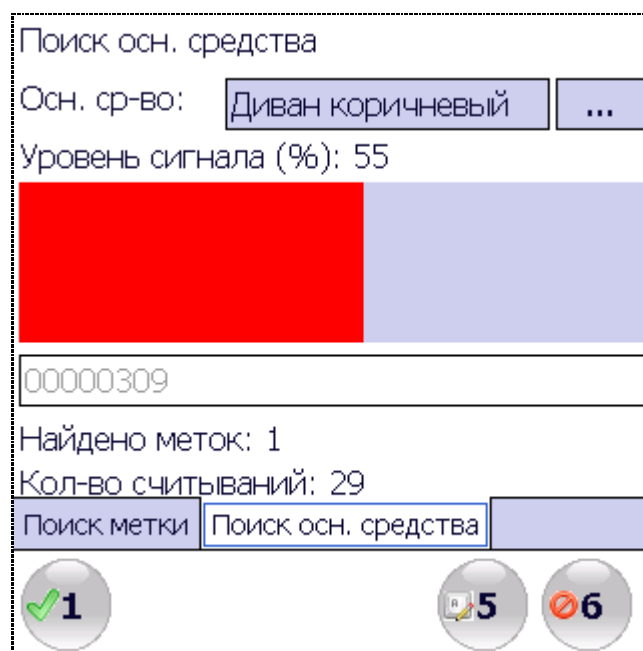 Поиск осн. средства
Осн. ср-во: Диван коричневый ...
Уровень сигнала (%): 55
00000309
Найдено меток: 1
Кол-во считываний: 29
Поиск метки Поиск осн. средства
1 5 6